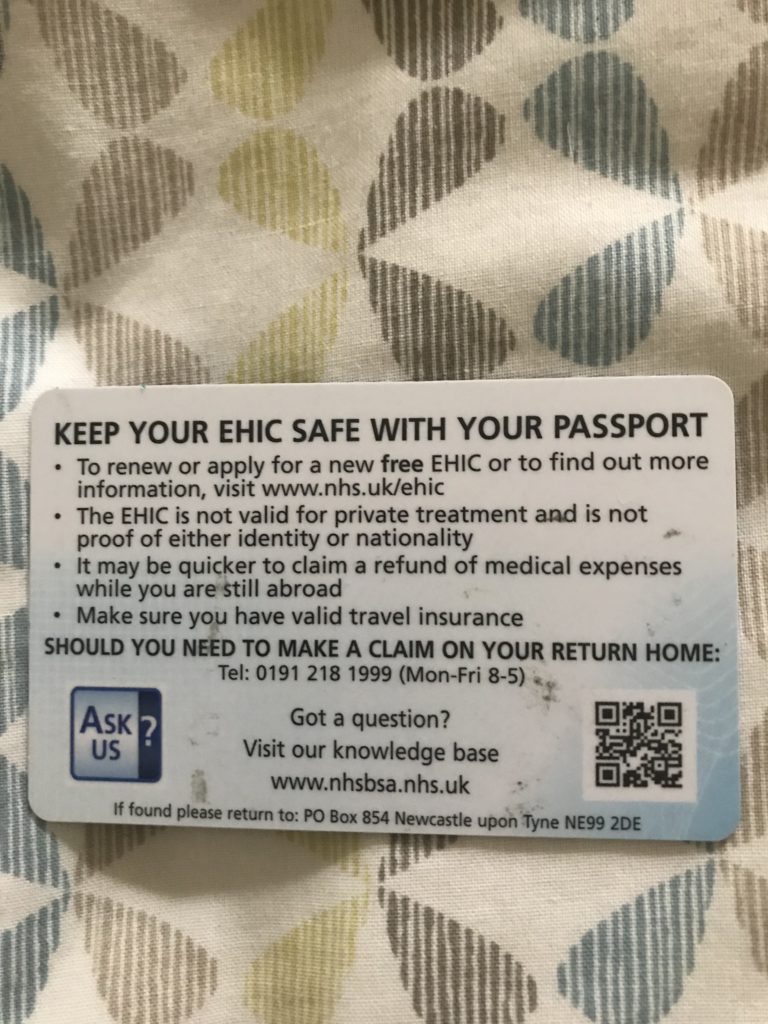 KEEP YOUR EHIC SAFE WITH YOUR PASSPORT
• To renew or apply for a new free EHIC or to find out more
information, visit www.nhs.uk/ehic
• The EHIC is not valid for private treatment and is not
proof of either identity or nationality
• It may be quicker to claim a refund of medical expenses
while you are still abroad
• Make sure you have valid travel insurance
SHOULD YOU NEED TO MAKE A CLAIM ON YOUR RETURN HOME:
Tel: 0191 218 1999 (Mon-Fri 8-5)
ASK
US ?
Got a question?
Visit our knowledge base
www.nhsbsa.nhs.uk
If found please return to: PO Box 854 Newcastle upon Tyne NE99 2DE